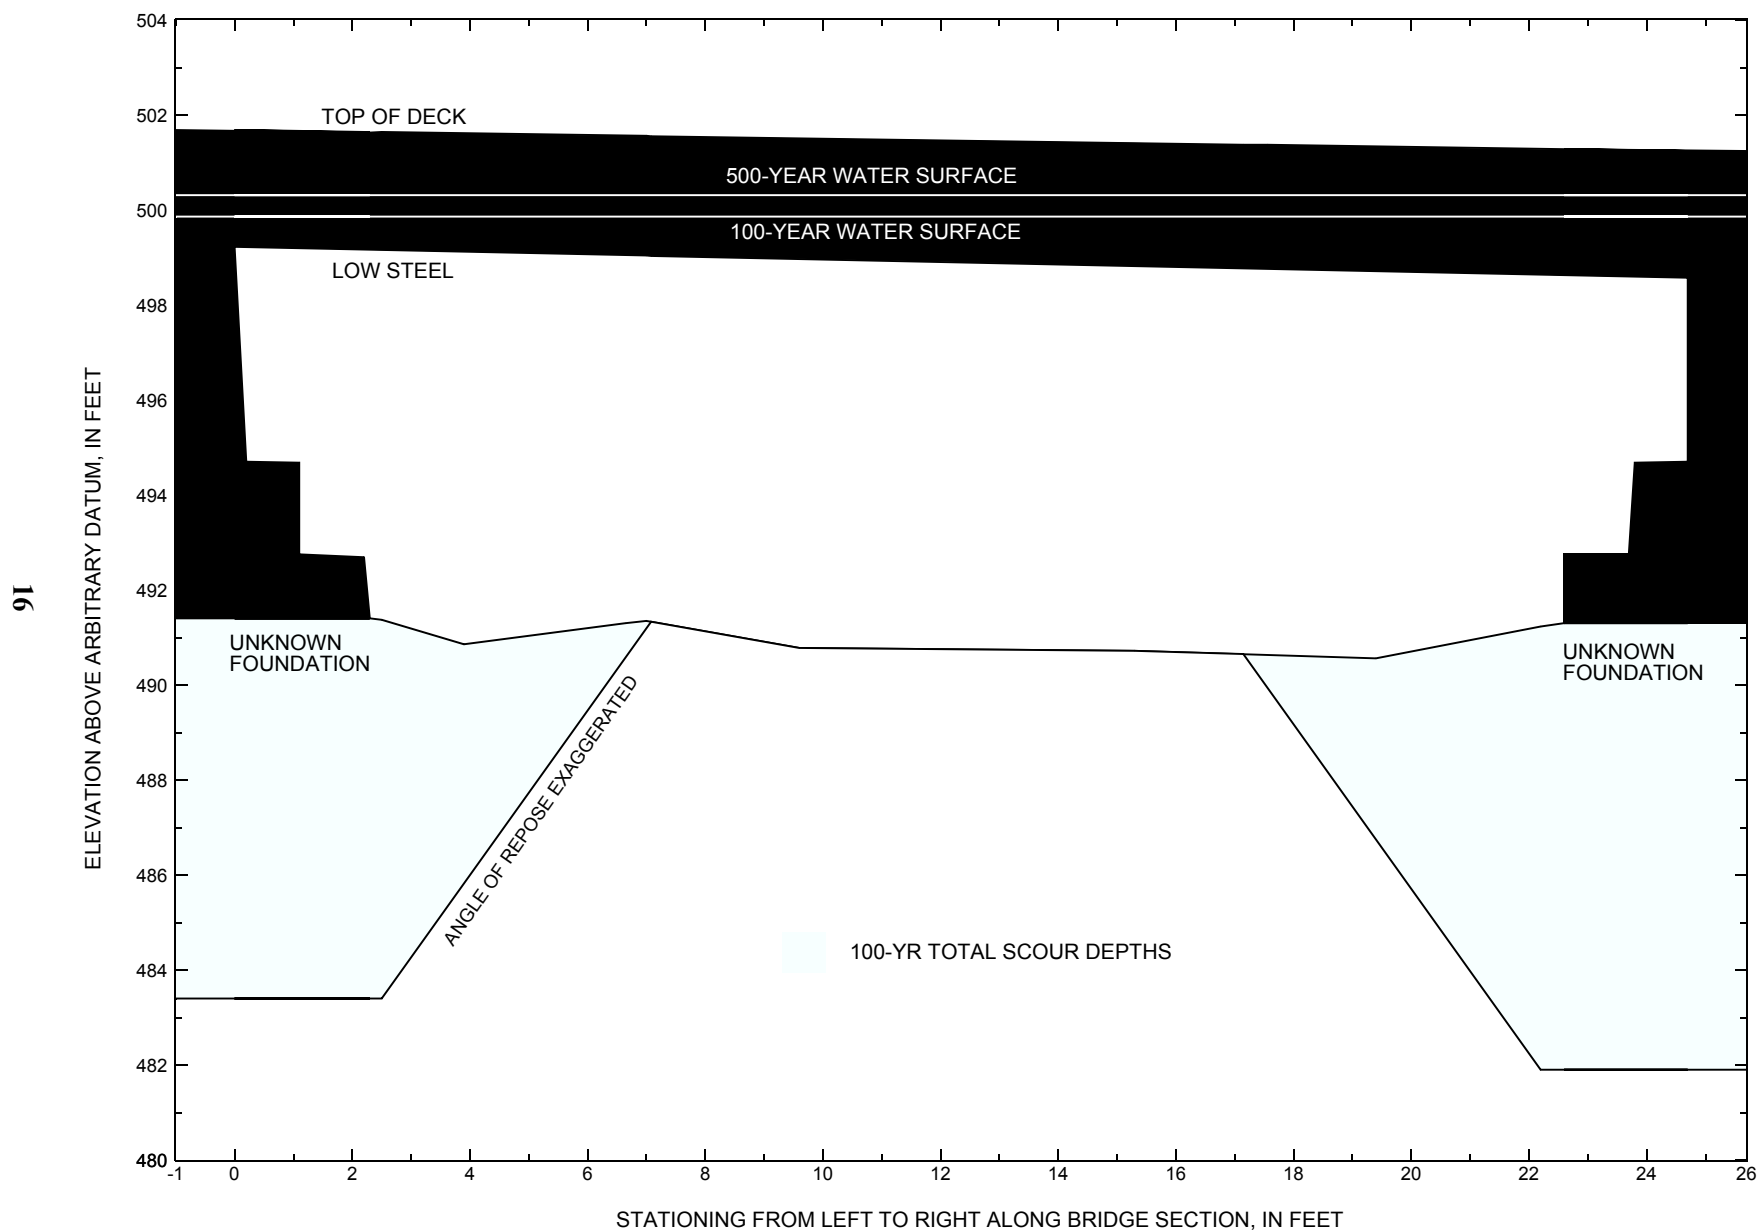 504
502
500
498
496
494
492
490
488
486
484
482
480
ELEVATION ABOVE ARBITRARY DATUM, IN FEET
16
TOP OF DECK
500-YEAR WATER SURFACE
100-YEAR WATER SURFACE
LOW STEEL
UNKNOWN
FOUNDATION
UNKNOWN
FOUNDATION
ANGLE OF REPOSE EXAGGERATED
100-YR TOTAL SCOUR DEPTHS
-1 0 2 4 6 8 10 12 14 16 18 20 22 24 26
STATIONING FROM LEFT TO RIGHT ALONG BRIDGE SECTION, IN FEET